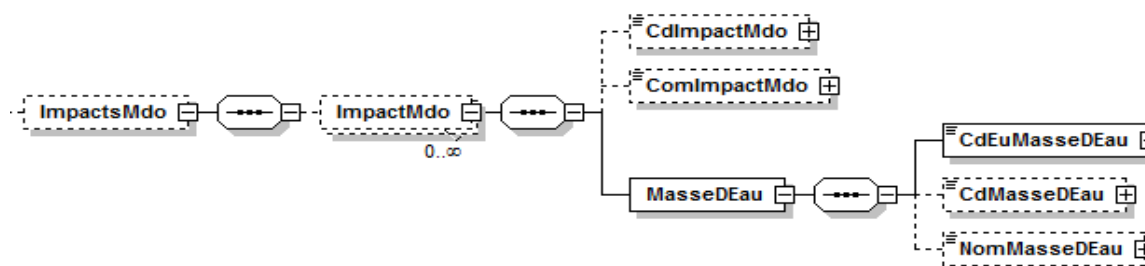 CdImpactMdo
ComImpactMdo
ImpactsMdo
ImpactMdo
0..∞
CdEuMasseDEau
MasseDEau
CdMasseDEau
NomMasseDEau